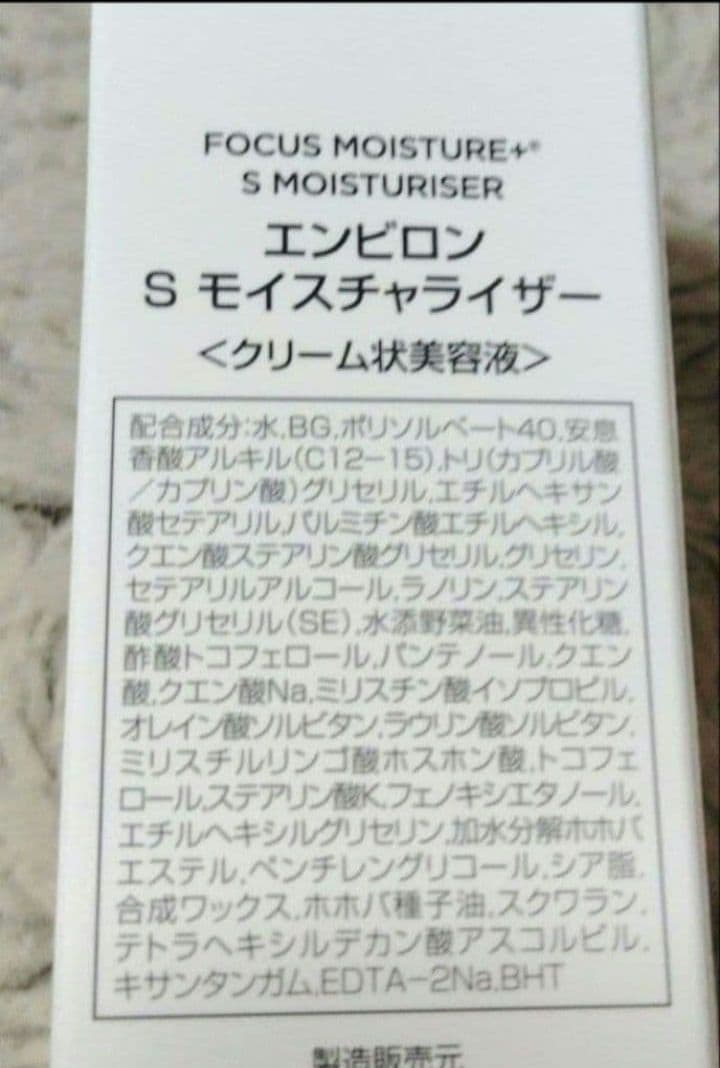 FOCUS MOISTURE+®
S MOISTURISER
エンビロン
S モイスチャライザー
<クリーム状美容液>
配合成分:水,BG,ポリソルベート40,安息
香酸アルキル(C12-15),トリ(カプリル酸
/カプリン酸)グリセリル,エチルヘキサン
酸セテアリル,パルミチン酸エチルヘキシル,
クエン酸ステアリン酸グリセリル,グリセリン,
セテアリルアルコール,ラノリン,ステアリン
酸グリセリル(SE),水添野菜油,異性化糖,
酢酸トコフェロール,パンテノール,クエン
酸,クエン酸Na,ミリスチン酸イソプロピル,
オレイン酸ソルビタン,ラウリン酸ソルビタン,
ミリスチルリンゴ酸ホスホン酸,トコフェ
ロール,ステアリン酸K,フェノキシエタノール,
エチルヘキシルグリセリン,加水分解ホホバ
エステル,ペンチレングリコール,シア脂,
合成ワックス,ホホバ種子油,スクワラン,
テトラヘキシルデカン酸アスコルビル,
キサンタンガム,EDTA-2Na,BHT
製造販売元